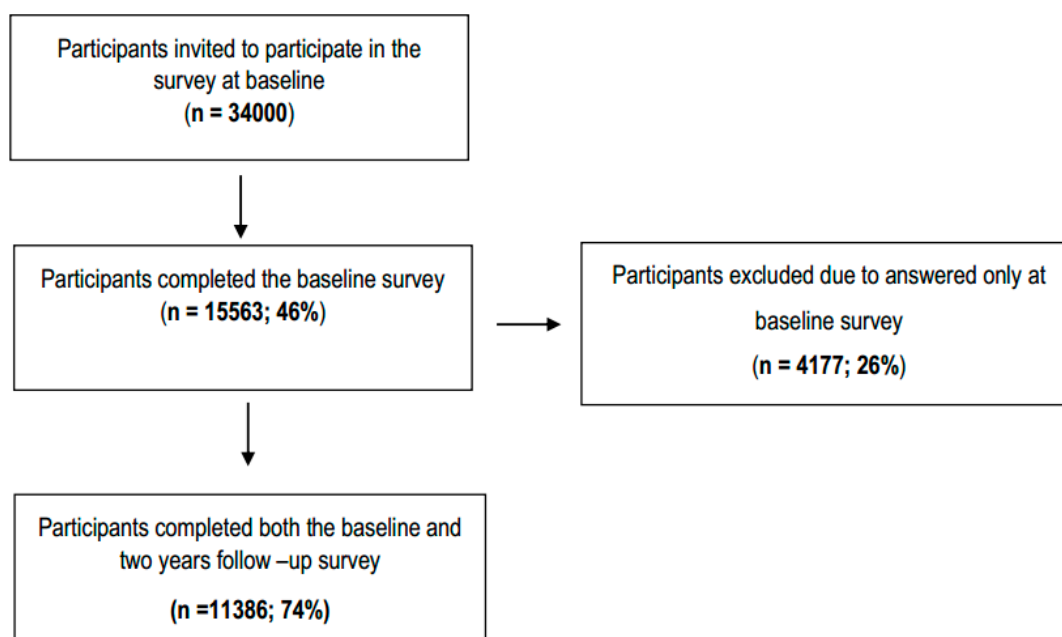 Participants invited to participate in the
survey at baseline
(n = 34000)
Participants completed the baseline survey
(n = 15563; 46%)
Participants excluded due to answered only at
baseline survey
(n = 4177; 26%)
Participants completed both the baseline and
two years follow –up survey
(n =11386; 74%)